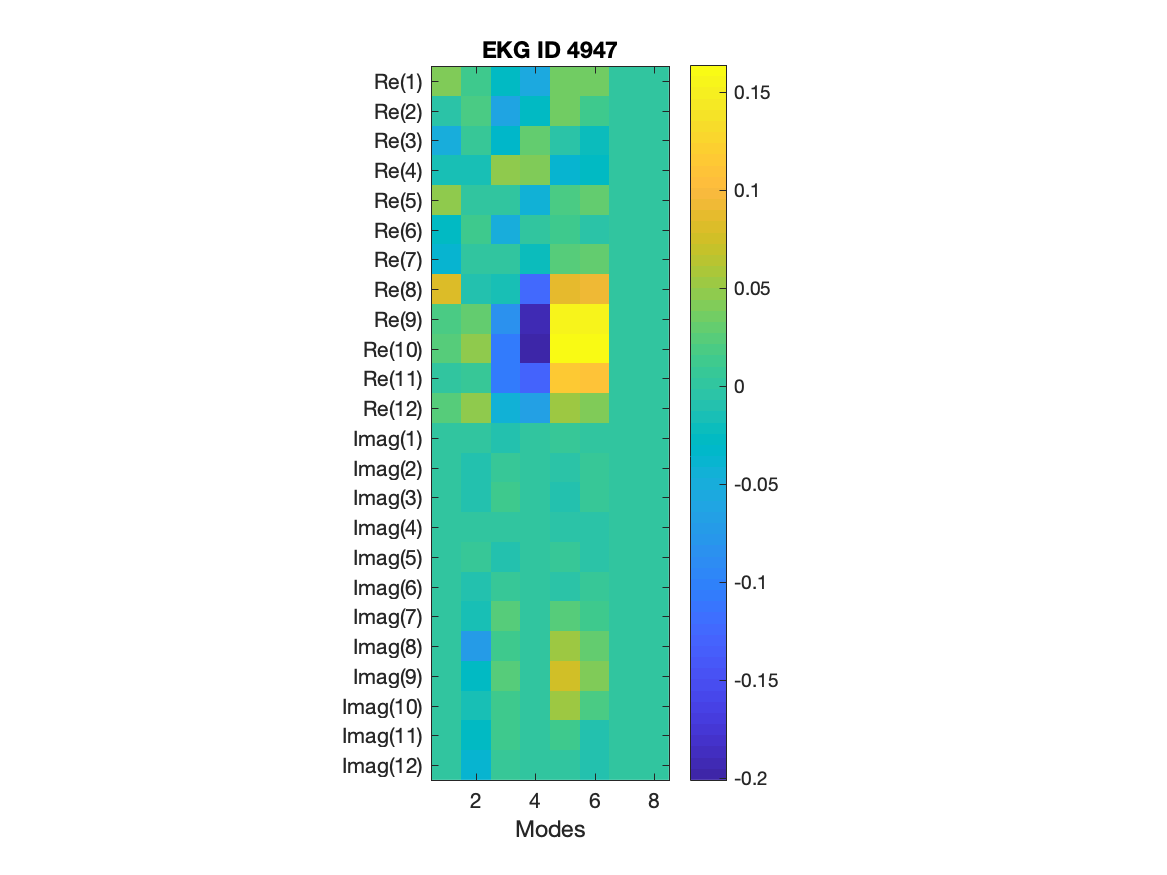 EKG ID 4947
Re(1)
Re(2)
Re(3)
Re(4)
Re(5)
Re(6)
Re(7)
Re(8)
Re(9)
Re(10)
Re(11)
Re(12)
Imag(1)
Imag(2)
Imag(3)
Imag(4)
Imag(5)
Imag(6)
Imag(7)
Imag(8)
Imag(9)
Imag(10)
Imag(11)
Imag(12)
2 4 6 8
Modes
0.15
0.1
0.05
0
-0.05
-0.1
-0.15
-0.2